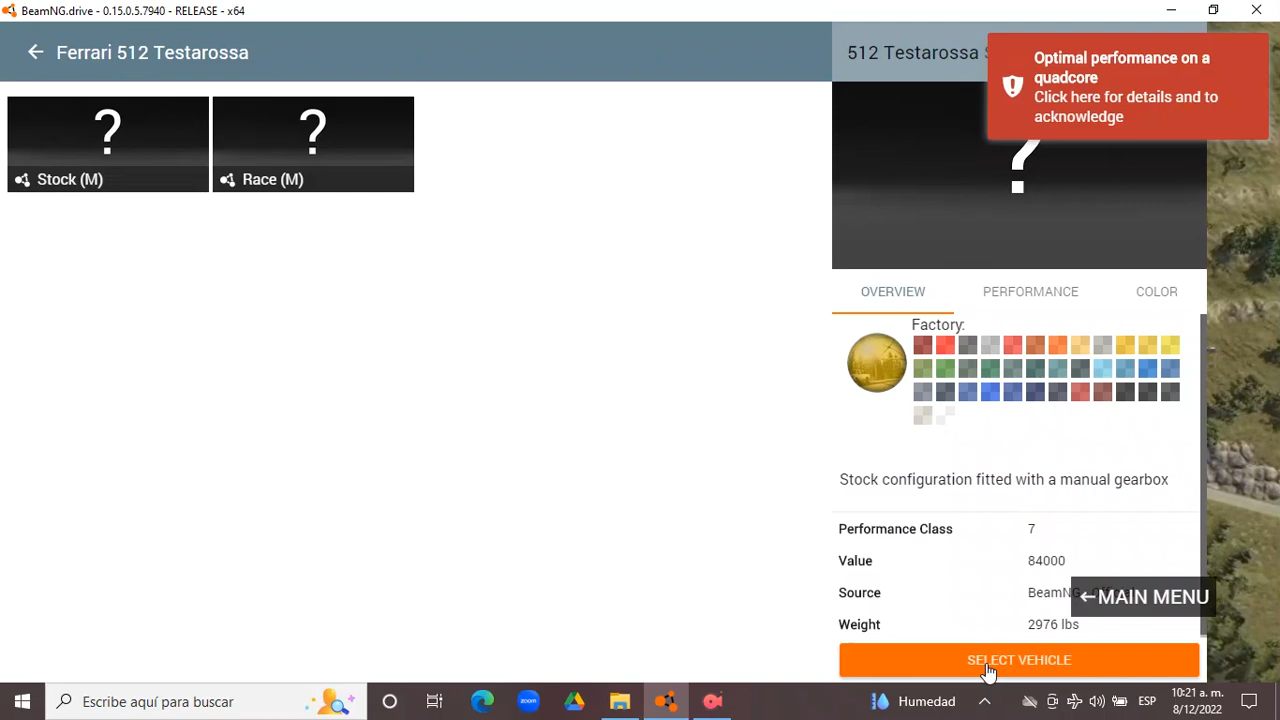 BeamNG.drive - 0.15.0.5.7940 - RELEASE - x64
Ferrari 512 Testarossa
512 Testarossa
Optimal performance on a
quadcore
Click here for details and to
acknowledge
?
?
?
Stock (M)
Race (M)
OVERVIEW
PERFORMANCE
COLOR
Factory:
Stock configuration fitted with a manual gearbox
Performance Class 7
Value 84000
Source BeamNG
←MAIN MENU
Weight 2976 lbs
SELECT VEHICLE
Escribe aquí para buscar
zoom
Humedad
ESP
10:21 a. m.
8/12/2022